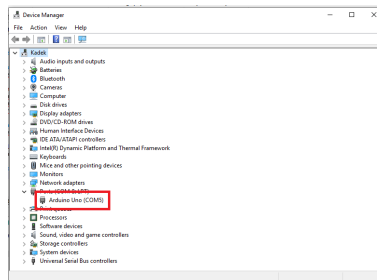 Device Manager
File Action View Help
Kadek
Audio inputs and outputs
Batteries
Bluetooth
Cameras
Computer
Disk drives
Display adapters
DVD/CD-ROM drives
Human Interface Devices
IDE ATA/ATAPI controllers
Intel(R) Dynamic Platform and Thermal Framework
Keyboards
Mice and other pointing devices
Monitors
Network adapters
Arduino Uno (COM5)
Processors
Software devices
Sound, video and game controllers
Storage controllers
System devices
Universal Serial Bus controllers